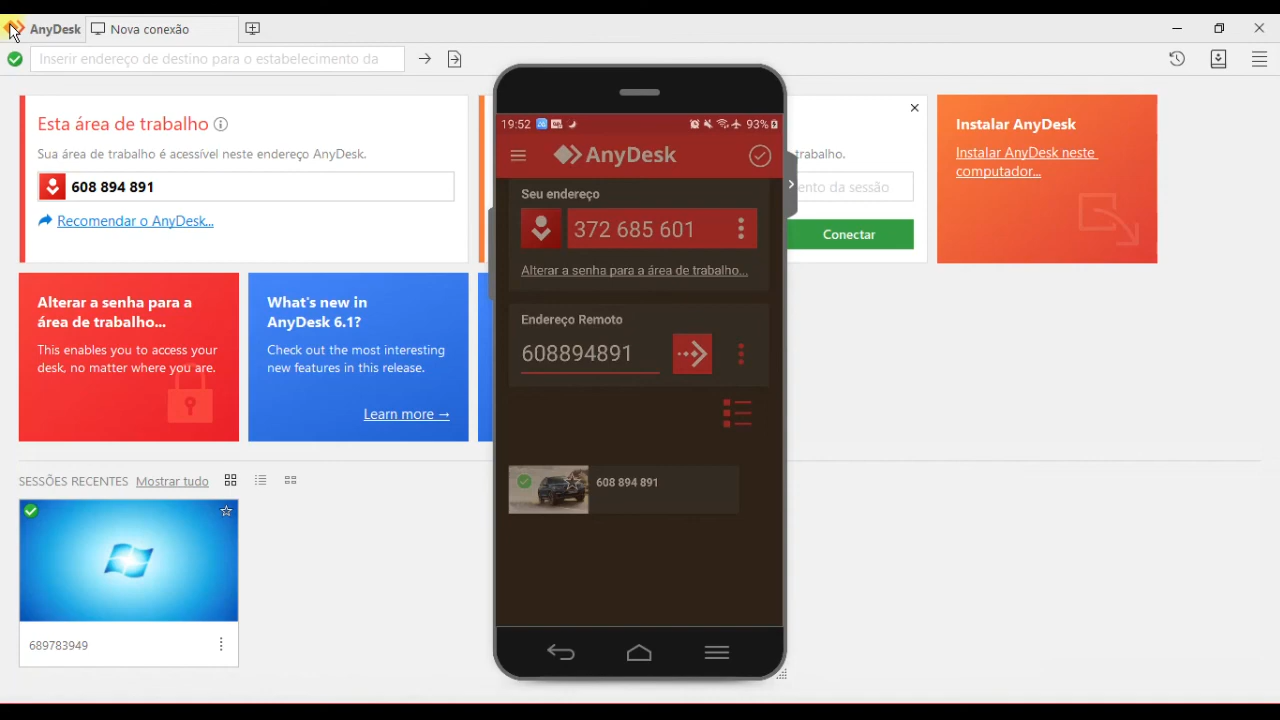 AnyDesk
Nova conexão
Inserir endereço de destino para o estabelecimento da
Esta área de trabalho
Sua área de trabalho é acessível neste endereço AnyDesk.
608 894 891
Recomendar o AnyDesk...
trabalho.
ento da sessão
Conectar
Instalar AnyDesk
Instalar AnyDesk neste
computador...
Alterar a senha para a
área de trabalho...
This enables you to access your
desk, no matter where you are.
What's new in
AnyDesk 6.1?
Check out the most interesting
new features in this release.
Learn more →
SESSÕES RECENTES Mostrar tudo
689783949
19:52
93%
AnyDesk
Seu endereço
372 685 601
Alterar a senha para a área de trabalho...
Endereço Remoto
608894891
608 894 891